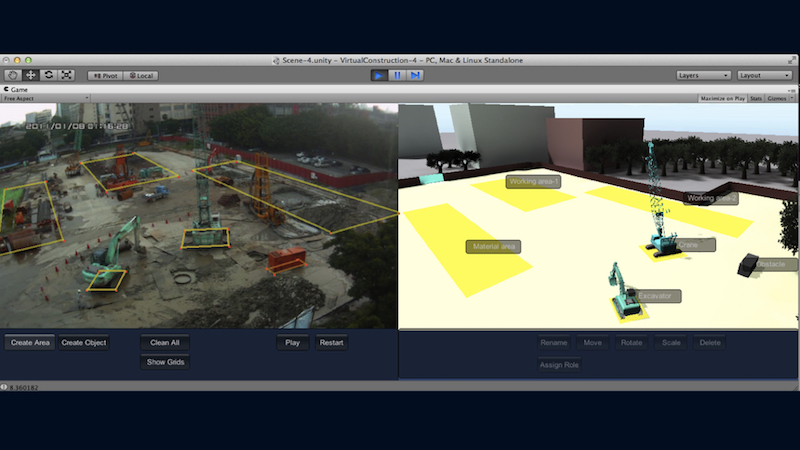 Scene-4.unity – VirtualConstruction-4 – PC, Mac & Linux Standalone
Pivot Local Layers Layout
Game
Free Aspect Maximize on Play Stats Gizmos
2011/01/08 01:16:28
Working area-1
Working area-2
Material area
Crane
Obstacle
Excavator
Create Area Create Object Clean All Play Restart Rename Move Rotate Scale Delete
Show Grids Assign Role
8.360182